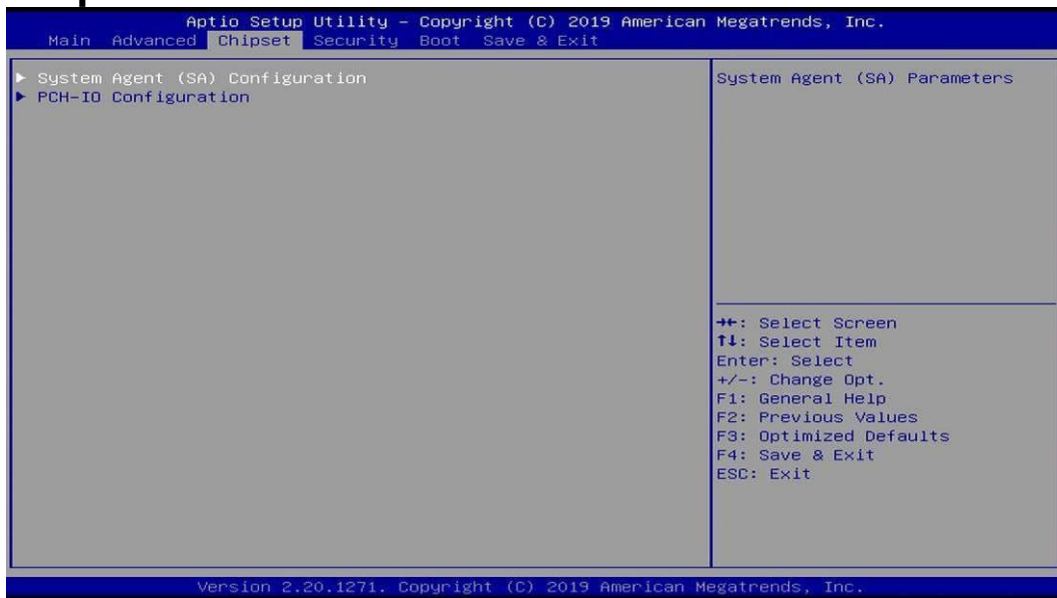 Aptio Setup Utility – Copyright (C) 2019 American Megatrends, Inc.
Main Advanced Chipset Security Boot Save & Exit
▶ System Agent (SA) Configuration
▶ PCH-IO Configuration
System Agent (SA) Parameters
→←: Select Screen
↑↓: Select Item
Enter: Select
+/-: Change Opt.
F1: General Help
F2: Previous Values
F3: Optimized Defaults
F4: Save & Exit
ESC: Exit
Version 2.20.1271. Copyright (C) 2019 American Megatrends, Inc.